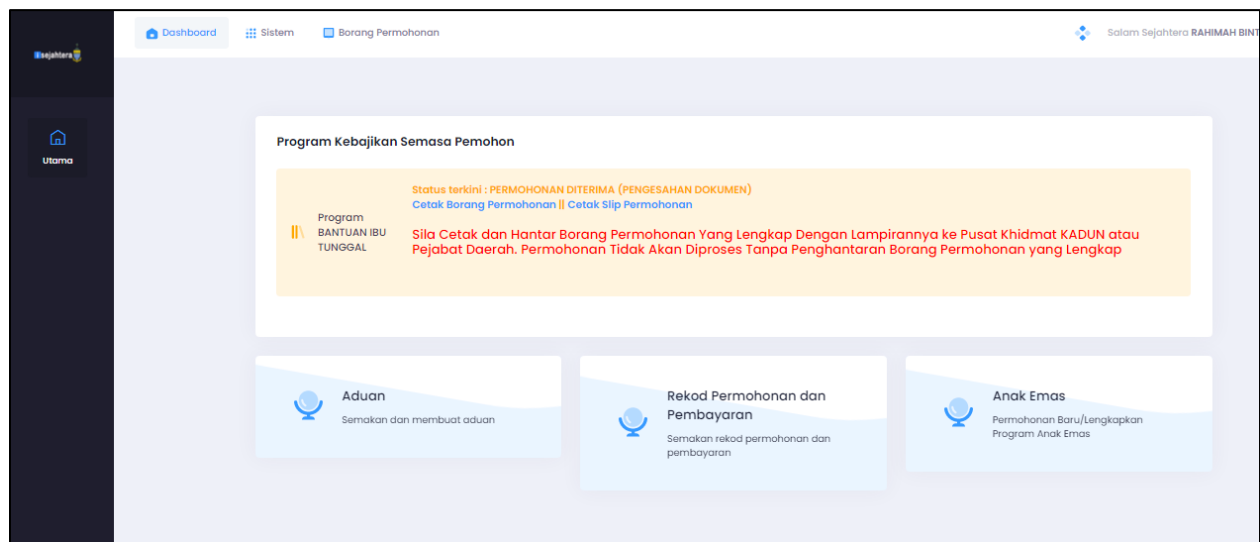 isejahtera
Dashboard
Sistem
Borang Permohonan
Salam Sejahtera RAHIMAH BINT
Utama
Program Kebajikan Semasa Pemohon
Program
BANTUAN IBU
TUNGGAL
Status terkini : PERMOHONAN DITERIMA (PENGESAHAN DOKUMEN)
Cetak Borang Permohonan || Cetak Slip Permohonan
Sila Cetak dan Hantar Borang Permohonan Yang Lengkap Dengan Lampirannya ke Pusat Khidmat KADUN atau
Pejabat Daerah. Permohonan Tidak Akan Diproses Tanpa Penghantaran Borang Permohonan yang Lengkap
Aduan
Semakan dan membuat aduan
Rekod Permohonan dan
Pembayaran
Semakan rekod permohonan dan
pembayaran
Anak Emas
Permohonan Baru/Lengkapkan
Program Anak Emas